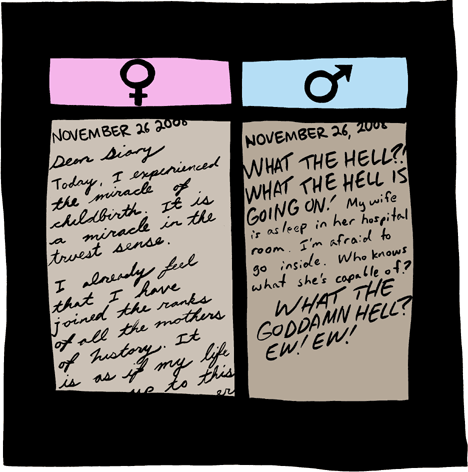 NOVEMBER 26 2008
Dear Diary
Today, I experienced
the miracle of
childbirth. It is
a miracle in the
truest sense.
I already feel
that I have
joined the ranks
of all the mothers
of history. It
is as if my life
up to this
NOVEMBER 26, 2008
WHAT THE HELL?!
WHAT THE HELL IS
GOING ON! My wife
is asleep in her hospital
room. I'm afraid to
go inside. Who knows
what she's capable of?
WHAT THE
GODDAMN HELL?
EW! EW!